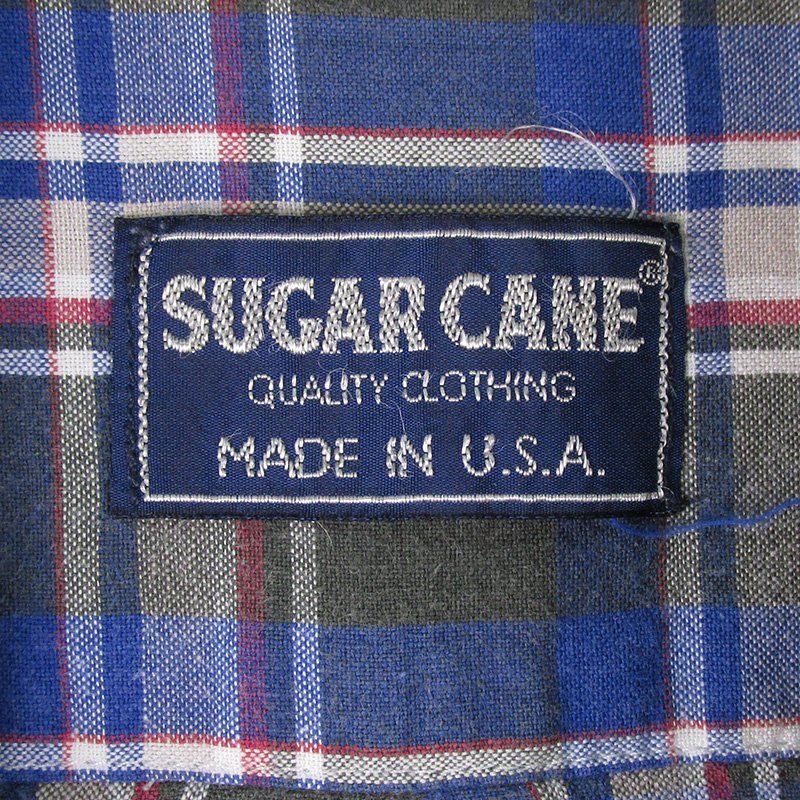 SUGAR CANE®
QUALITY CLOTHING
MADE IN U.S.A.